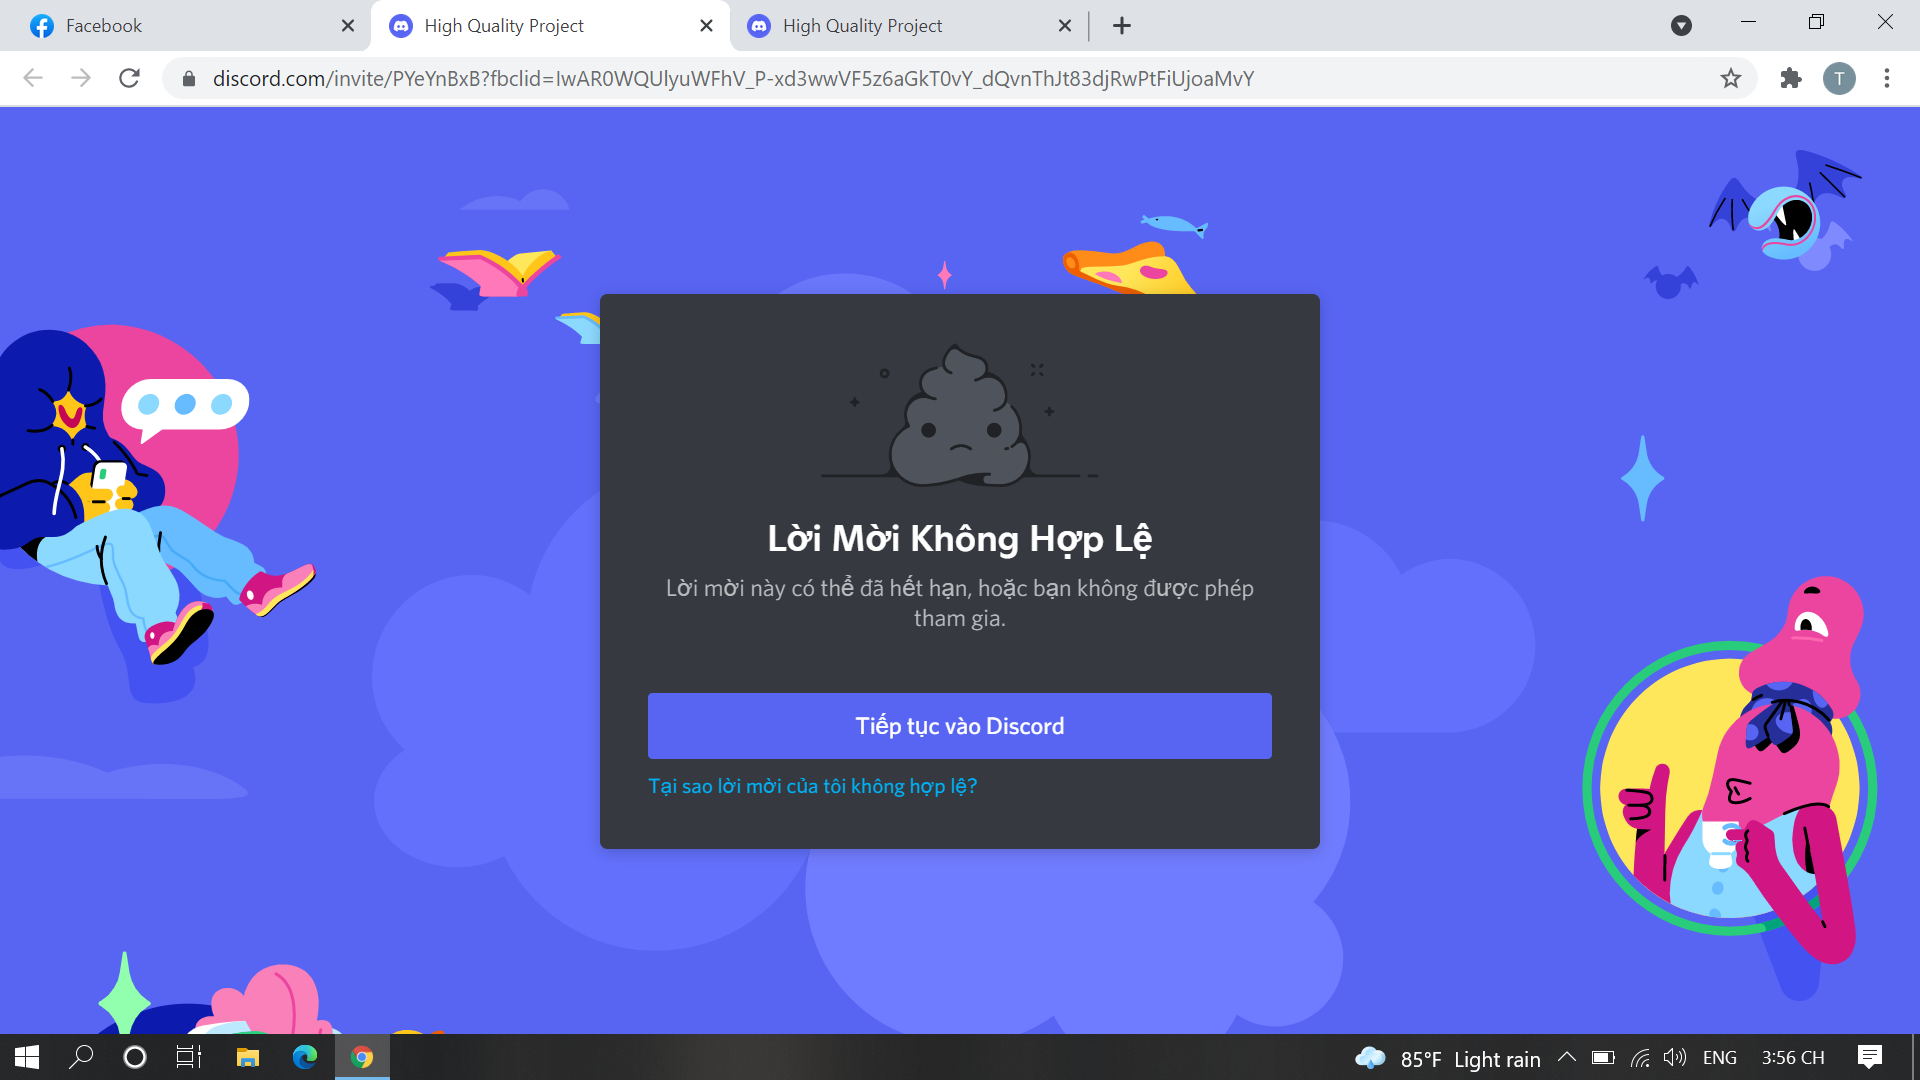 Facebook
High Quality Project
High Quality Project
discord.com/invite/PYeYnBxB?fbclid=IwAR0WQUlyuWFhV_P-xd3wwVF5z6aGkT0vY_dQvnThJt83djRwPtFiUjoaMvY
T
Lời Mời Không Hợp Lệ
Lời mời này có thể đã hết hạn, hoặc bạn không được phép
tham gia.
Tiếp tục vào Discord
Tại sao lời mời của tôi không hợp lệ?
85°F Light rain
ENG
3:56 CH